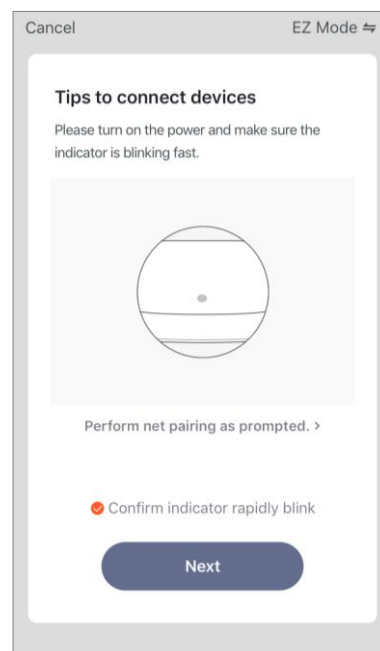 Cancel
EZ Mode ⇋
Tips to connect devices
Please turn on the power and make sure the
indicator is blinking fast.
Perform net pairing as prompted. >
Confirm indicator rapidly blink
Next